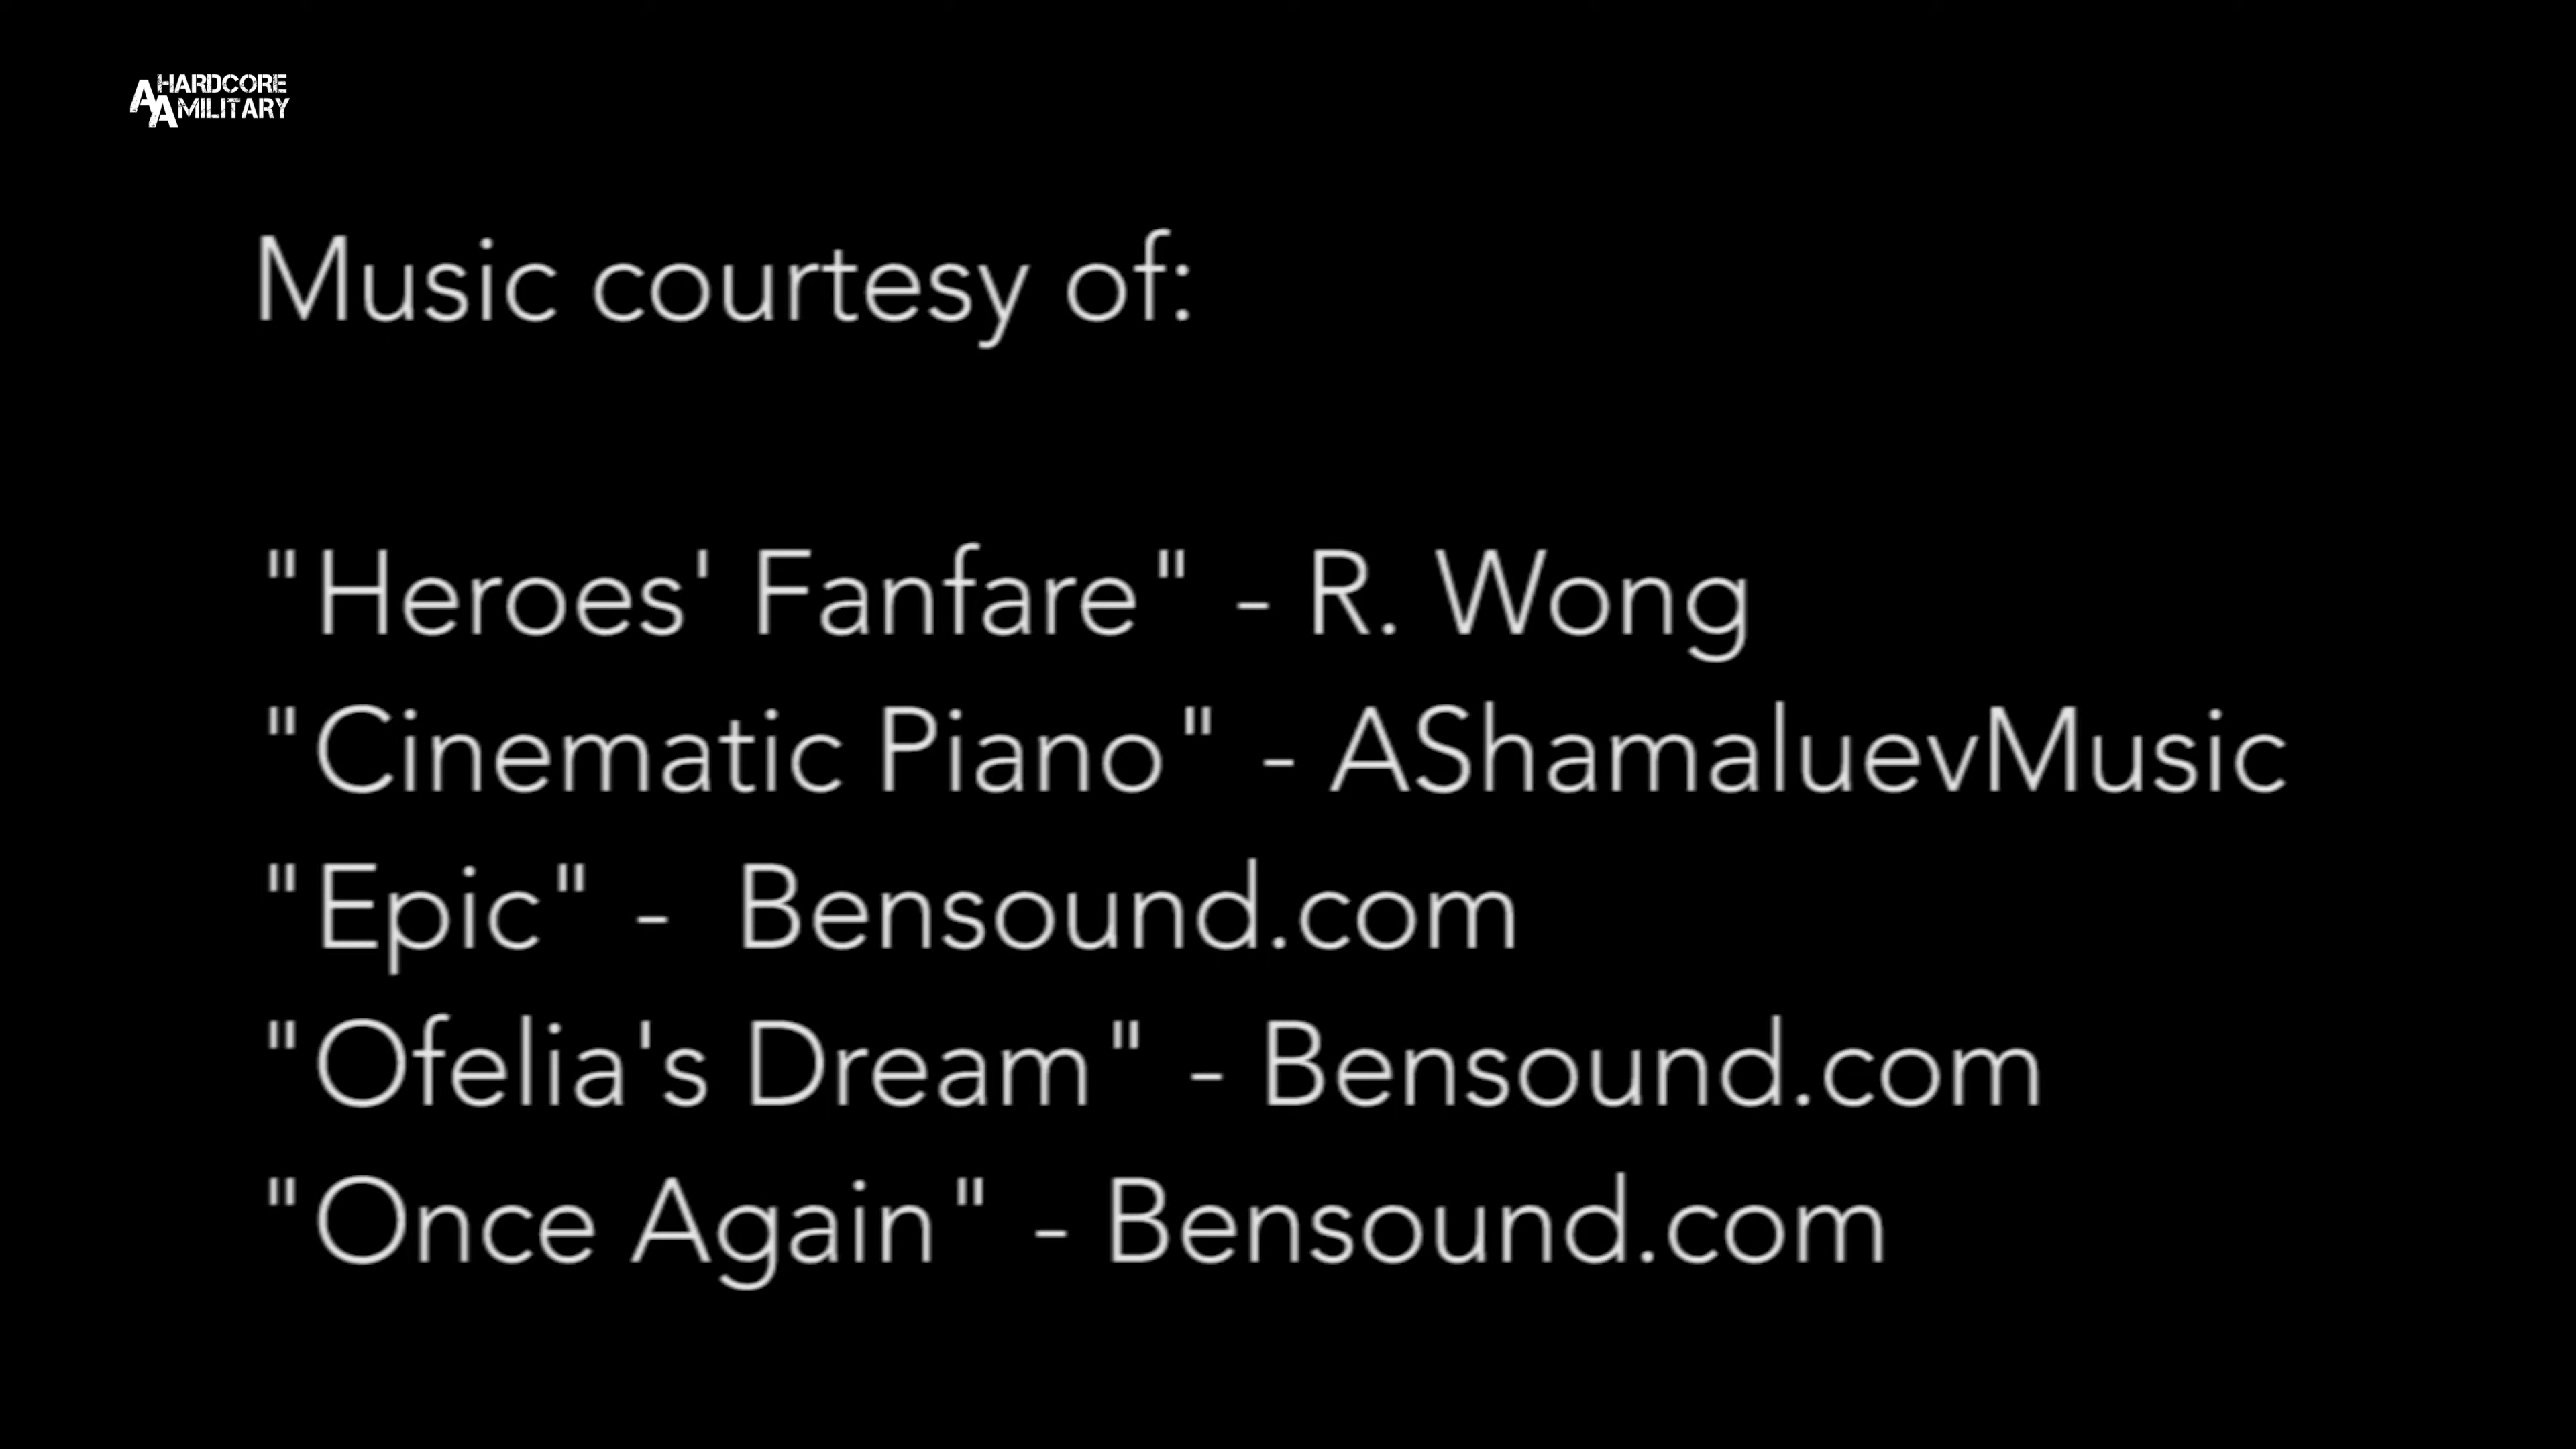 HARDCORE
AA MILITARY
Music courtesy of:
"Heroes' Fanfare" - R. Wong
"Cinematic Piano" - AShamaluevMusic
"Epic" -  Bensound.com
"Ofelia's Dream" - Bensound.com
"Once Again" - Bensound.com